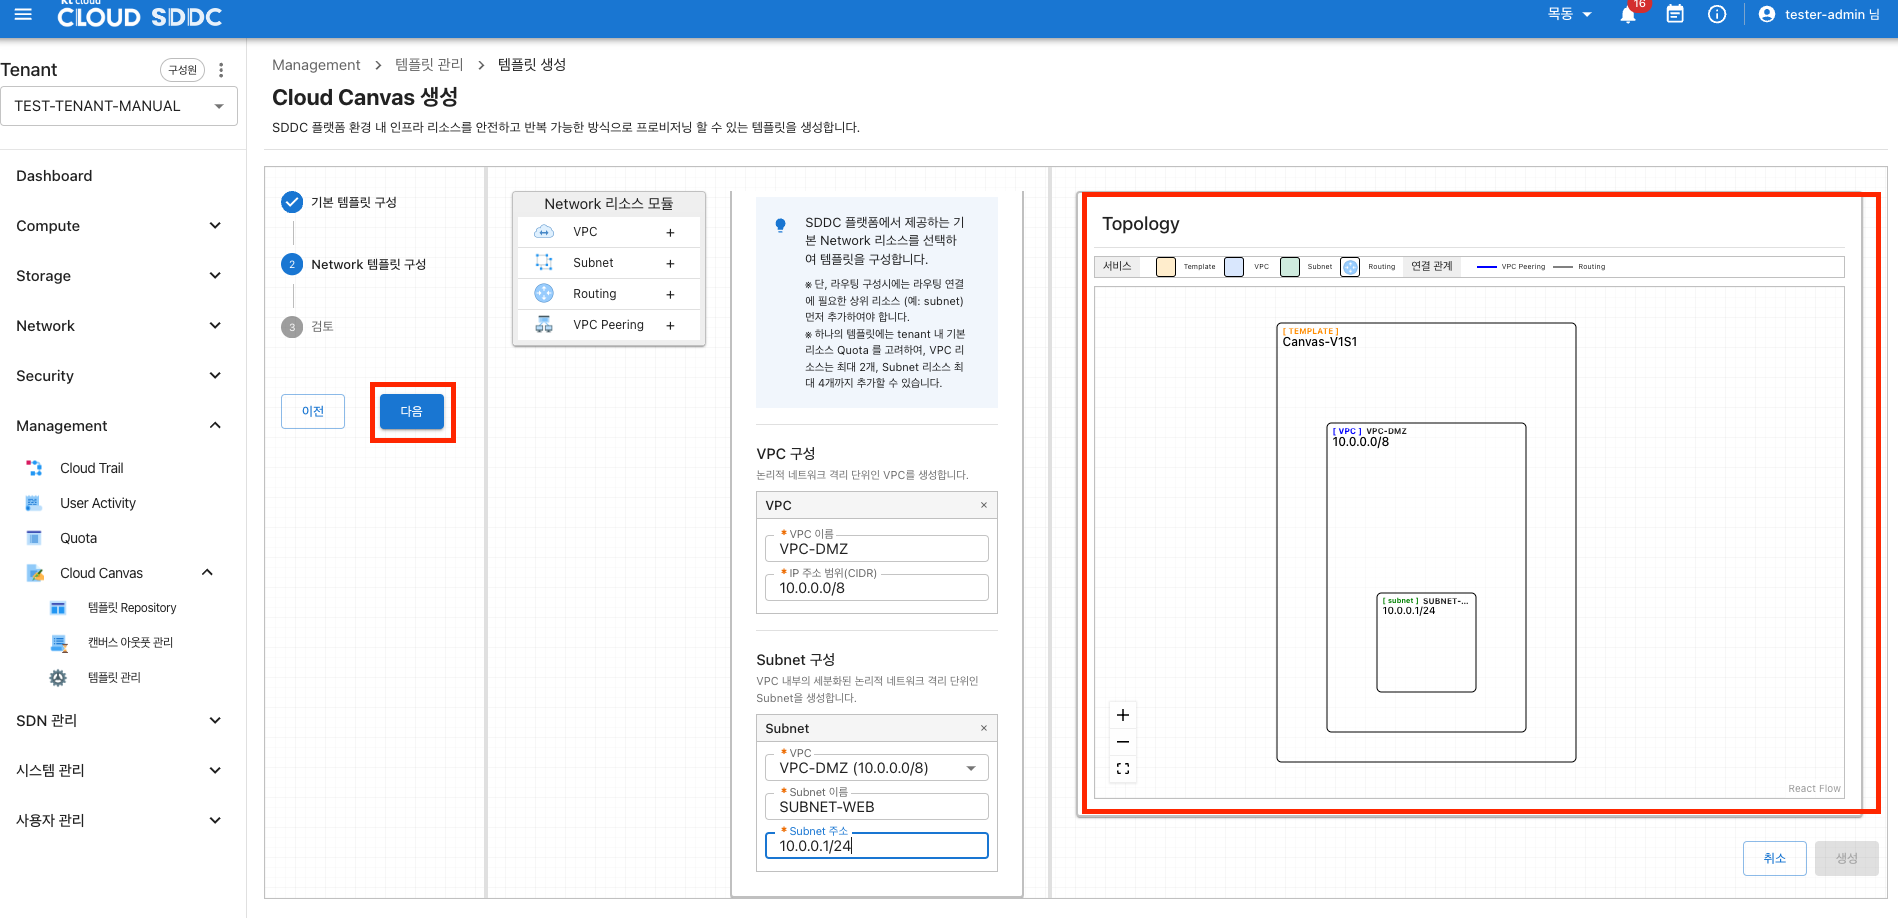 kt cloud
CLOUD SDDC
목동
16
tester-admin 님
Tenant
구성원
TEST-TENANT-MANUAL
Dashboard
Compute
Storage
Network
Security
Management
Cloud Trail
User Activity
Quota
Cloud Canvas
템플릿 Repository
캔버스 아웃풋 관리
템플릿 관리
SDN 관리
시스템 관리
사용자 관리
Management > 템플릿 관리 > 템플릿 생성
Cloud Canvas 생성
SDDC 플랫폼 환경 내 인프라 리소스를 안전하고 반복 가능한 방식으로 프로비저닝 할 수 있는 템플릿을 생성합니다.
기본 템플릿 구성
2 Network 템플릿 구성
3 검토
이전
다음
Network 리소스 모듈
VPC +
Subnet +
Routing +
VPC Peering +
SDDC 플랫폼에서 제공하는 기
본 Network 리소스를 선택하
여 템플릿을 구성합니다.
※ 단, 라우팅 구성시에는 라우팅 연결
에 필요한 상위 리소스 (예: subnet)
먼저 추가하여야 합니다.
※ 하나의 템플릿에는 tenant 내 기본
리소스 Quota 를 고려하여, VPC 리
소스는 최대 2개, Subnet 리소스 최
대 4개까지 추가할 수 있습니다.
VPC 구성
논리적 네트워크 격리 단위인 VPC를 생성합니다.
VPC ×
* VPC 이름
VPC-DMZ
* IP 주소 범위(CIDR)
10.0.0.0/8
Subnet 구성
VPC 내부의 세분화된 논리적 네트워크 격리 단위인
Subnet을 생성합니다.
Subnet ×
* VPC
VPC-DMZ (10.0.0.0/8)
* Subnet 이름
SUBNET-WEB
* Subnet 주소
10.0.0.1/24
Topology
서비스 Template VPC Subnet Routing 연결 관계 VPC Peering Routing
[ TEMPLATE ]
Canvas-V1S1
[ VPC ] VPC-DMZ
10.0.0.0/8
[ subnet ] SUBNET-...
10.0.0.1/24
React Flow
취소
생성